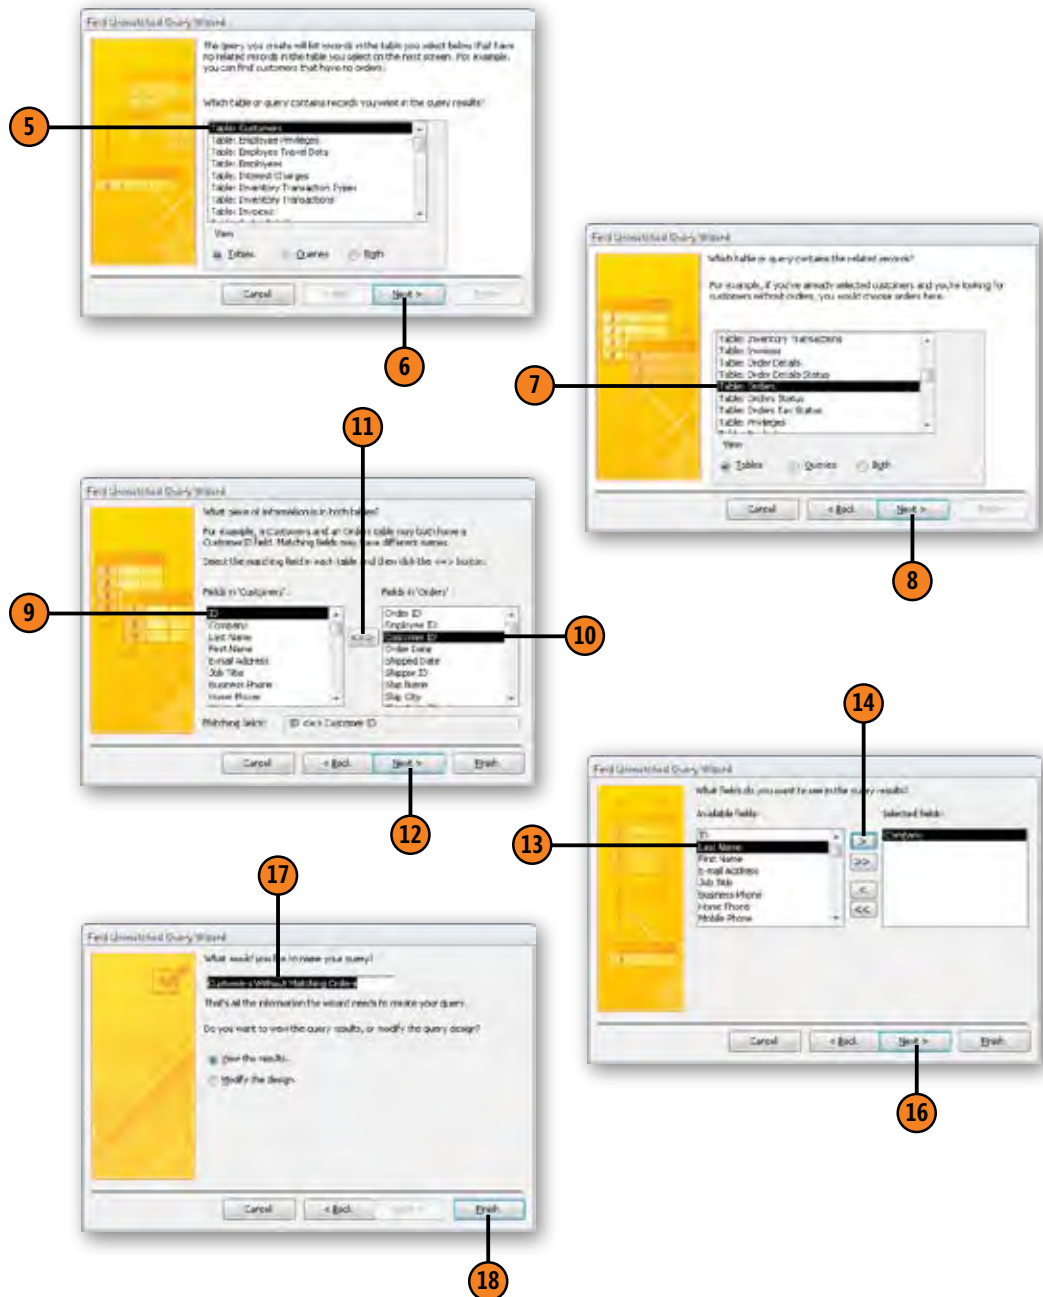 Find Unmatched Query Wizard
The query you create will list records in the table you select below that have
no related records in the table you select on the next screen. For example,
you can find customers that have no orders.
Which table or query contains records you want in the query results?
5
Table: Customers
Table: Employee Privileges
Table: Employee Travel Data
Table: Employees
Table: Interest Charges
Table: Inventory Transaction Types
Table: Inventory Transactions
Table: Invoices
View
Tables
Queries
Both
Cancel
Next >
6
Find Unmatched Query Wizard
Which table or query contains the related records?
For example, if you've already selected customers and you're looking for
customers without orders, you would choose orders here.
Table: Inventory Transactions
Table: Invoices
Table: Order Details
Table: Order Details Status
7
Table: Orders
Table: Orders Status
Table: Orders Tax Status
Table: Privileges
View
Tables
Queries
Both
Cancel
< Back
Next >
8
11
Find Unmatched Query Wizard
What piece of information is in both tables?
For example, a Customers and an Orders table may both have a
CustomerID field. Matching fields may have different names.
Select the matching field in each table and then click the <=> button.
Fields in 'Customers' :
9
ID
Company
Last Name
First Name
E-mail Address
Job Title
Business Phone
Home Phone
<=>
Fields in 'Orders' :
Order ID
Employee ID
Customer ID
10
Order Date
Shipped Date
Shipper ID
Ship Name
Ship City
Matching fields:
ID <=> Customer ID
Cancel
< Back
Next >
Finish
12
14
Find Unmatched Query Wizard
What fields do you want to see in the query results?
Available fields:
ID
13
Last Name
First Name
E-mail Address
Job Title
Business Phone
Home Phone
Mobile Phone
>
>>
<
<<
Selected fields:
Company
Cancel
< Back
Next >
Finish
16
17
Find Unmatched Query Wizard
What would you like to name your query?
Customers Without Matching Orders
That's all the information the wizard needs to create your query.
Do you want to view the query results, or modify the query design?
View the results.
Modify the design.
Cancel
< Back
Finish
18